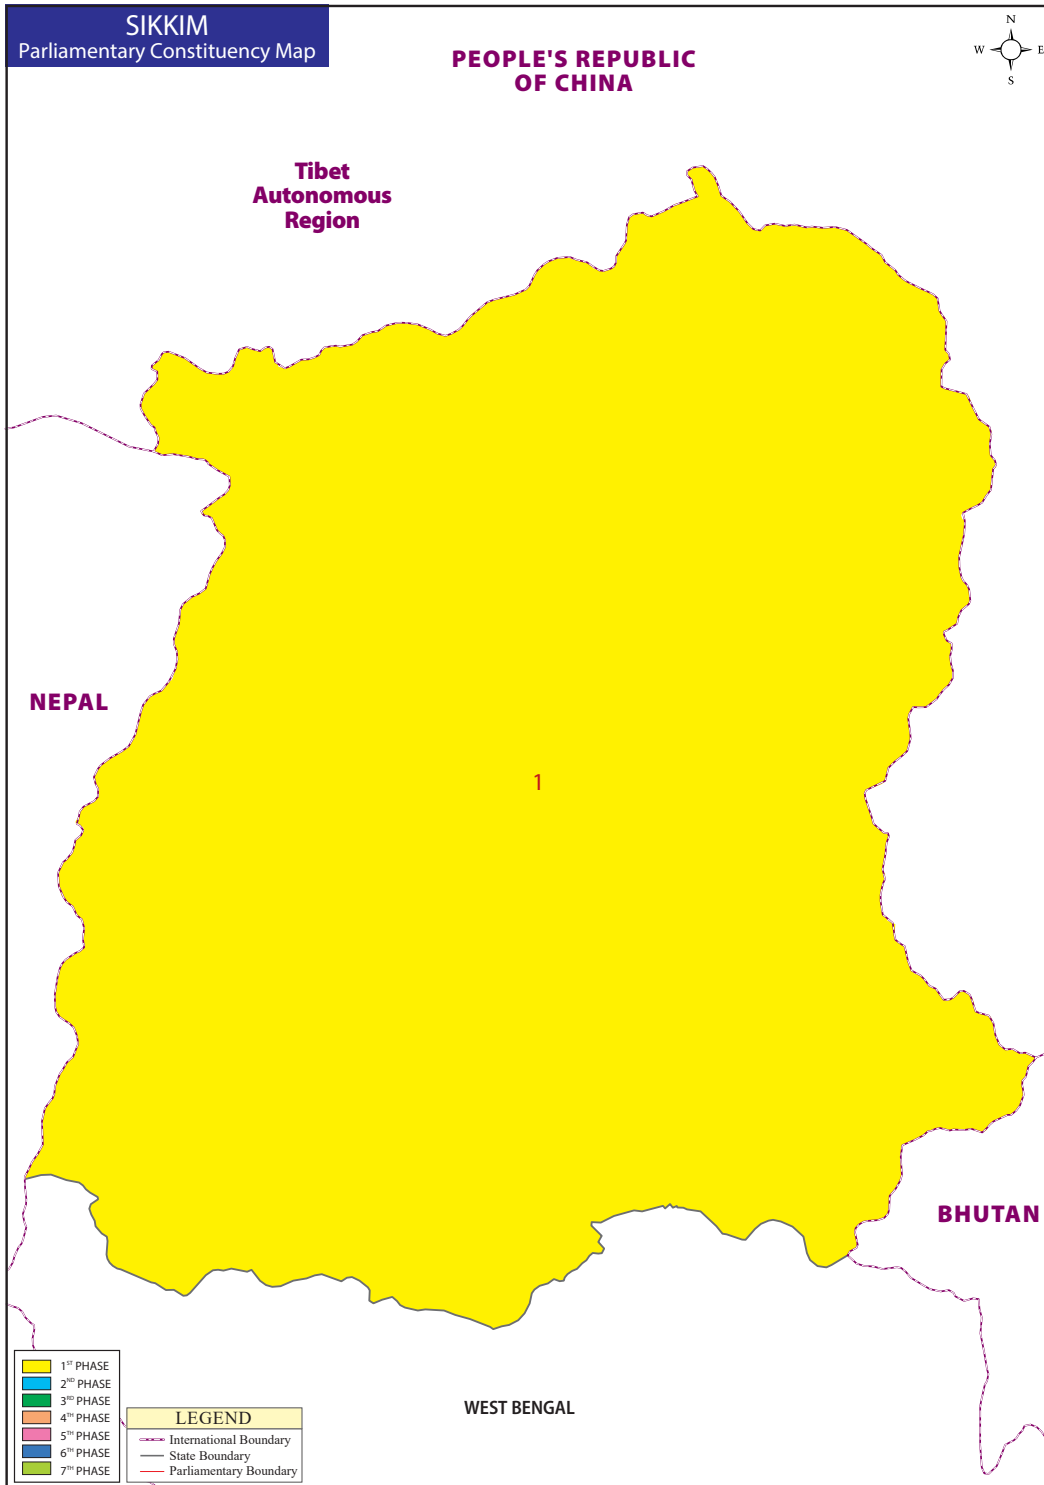 SIKKIM
Parliamentary Constituency Map
PEOPLE'S REPUBLIC
OF CHINA
N
W E
S
Tibet
Autonomous
Region
NEPAL
1
BHUTAN
WEST BENGAL
1ST PHASE
2ND PHASE
3RD PHASE
4TH PHASE
5TH PHASE
6TH PHASE
7TH PHASE
LEGEND
International Boundary
State Boundary
Parliamentary Boundary